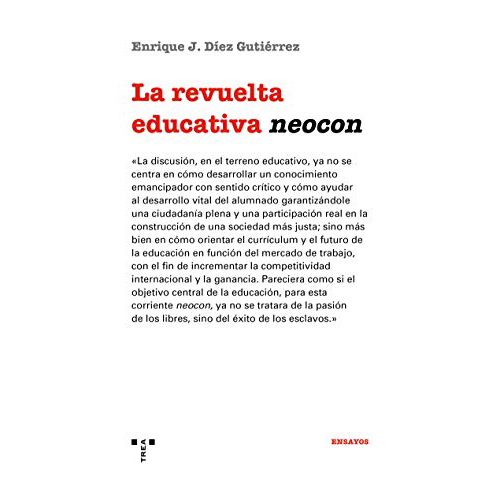 Enrique J. Díez Gutiérrez
La revuelta
educativa neocon
«La discusión, en el terreno educativo, ya no se
centra en cómo desarrollar un conocimiento
emancipador con sentido crítico y cómo ayudar
al desarrollo vital del alumnado garantizándole
una ciudadanía plena y una participación real en la
construcción de una sociedad más justa; sino más
bien en cómo orientar el currículum y el futuro de
la educación en función del mercado de trabajo,
con el fin de incrementar la competitividad
internacional y la ganancia. Pareciera como si el
objetivo central de la educación, para esta
corriente neocon, ya no se tratara de la pasión
de los libres, sino del éxito de los esclavos.»
TREA
ENSAYOS